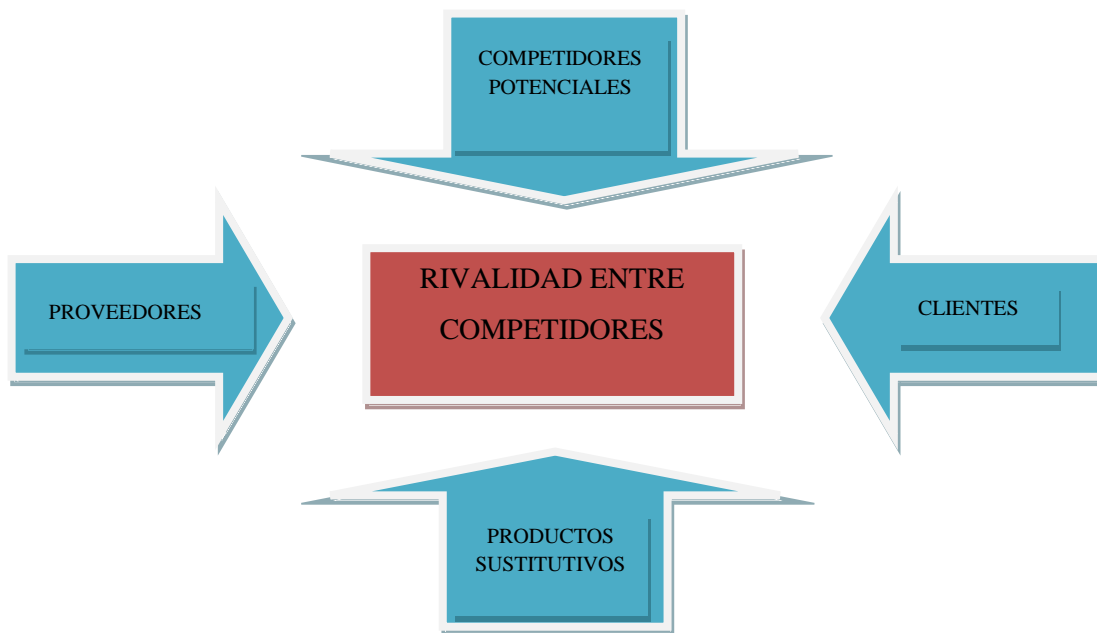 COMPETIDORES
POTENCIALES
PROVEEDORES
RIVALIDAD ENTRE
COMPETIDORES
CLIENTES
PRODUCTOS
SUSTITUTIVOS